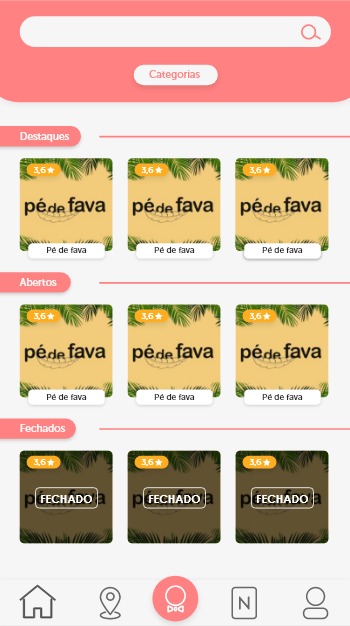 Categorias
Destaques
3,6 3,6 3,6
pé de fava pé de fava pé de fava
Pé de fava Pé de fava Pé de fava
Abertos
3,6 3,6 3,6
pé de fava pé de fava pé de fava
Pé de fava Pé de fava Pé de fava
Fechados
3,6 3,6 3,6
FECHADO FECHADO FECHADO
N